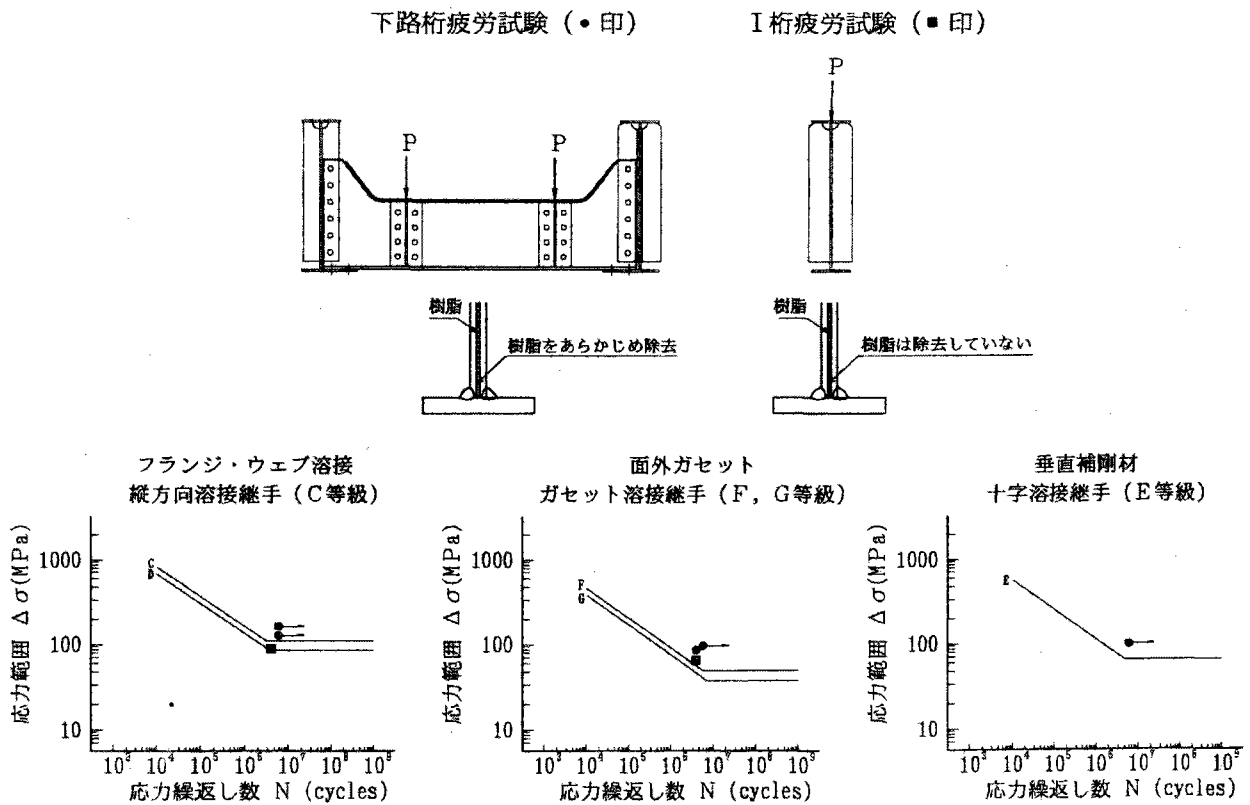 下路桁疲労試験 (● 印)
I桁疲労試験 (■ 印)
P
P
P
樹脂
樹脂をあらかじめ除去
樹脂
樹脂は除去していない
フランジ・ウェブ溶接
縦方向溶接継手 (C等級)
応力範囲 Δσ(MPa)
1000
100
10
C
D
10³ 10⁴ 10⁵ 10⁶ 10⁷ 10⁸ 10⁹
応力繰返し数 N (cycles)
面外ガセット
ガセット溶接継手 (F, G等級)
応力範囲 Δσ(MPa)
1000
100
10
F
G
10³ 10⁴ 10⁵ 10⁶ 10⁷ 10⁸ 10⁹
応力繰返し数 N (cycles)
垂直補剛材
十字溶接継手 (E等級)
応力範囲 Δσ(MPa)
1000
100
10
E
10³ 10⁴ 10⁵ 10⁶ 10⁷ 10⁸ 10⁹
応力繰返し数 N (cycles)